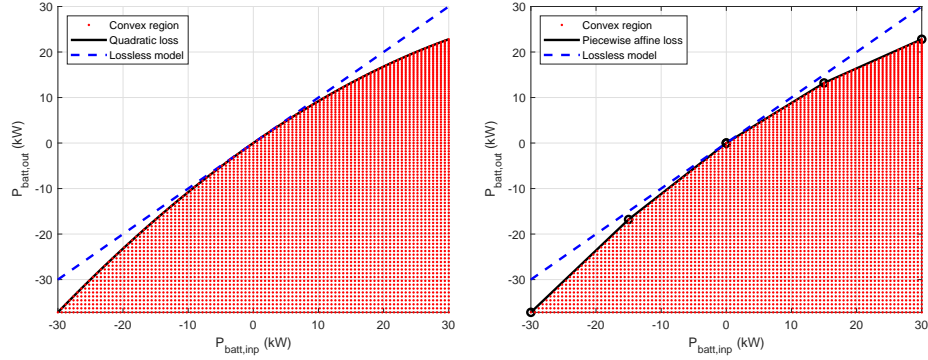 30
20
10
0
-10
-20
-30
-30
-20
-10
0
10
20
30
P_batt,inp (kW)
P_batt,out (kW)
Convex region
Quadratic loss
Lossless model
30
20
10
0
-10
-20
-30
-30
-20
-10
0
10
20
30
P_batt,inp (kW)
P_batt,out (kW)
Convex region
Piecewise affine loss
Lossless model